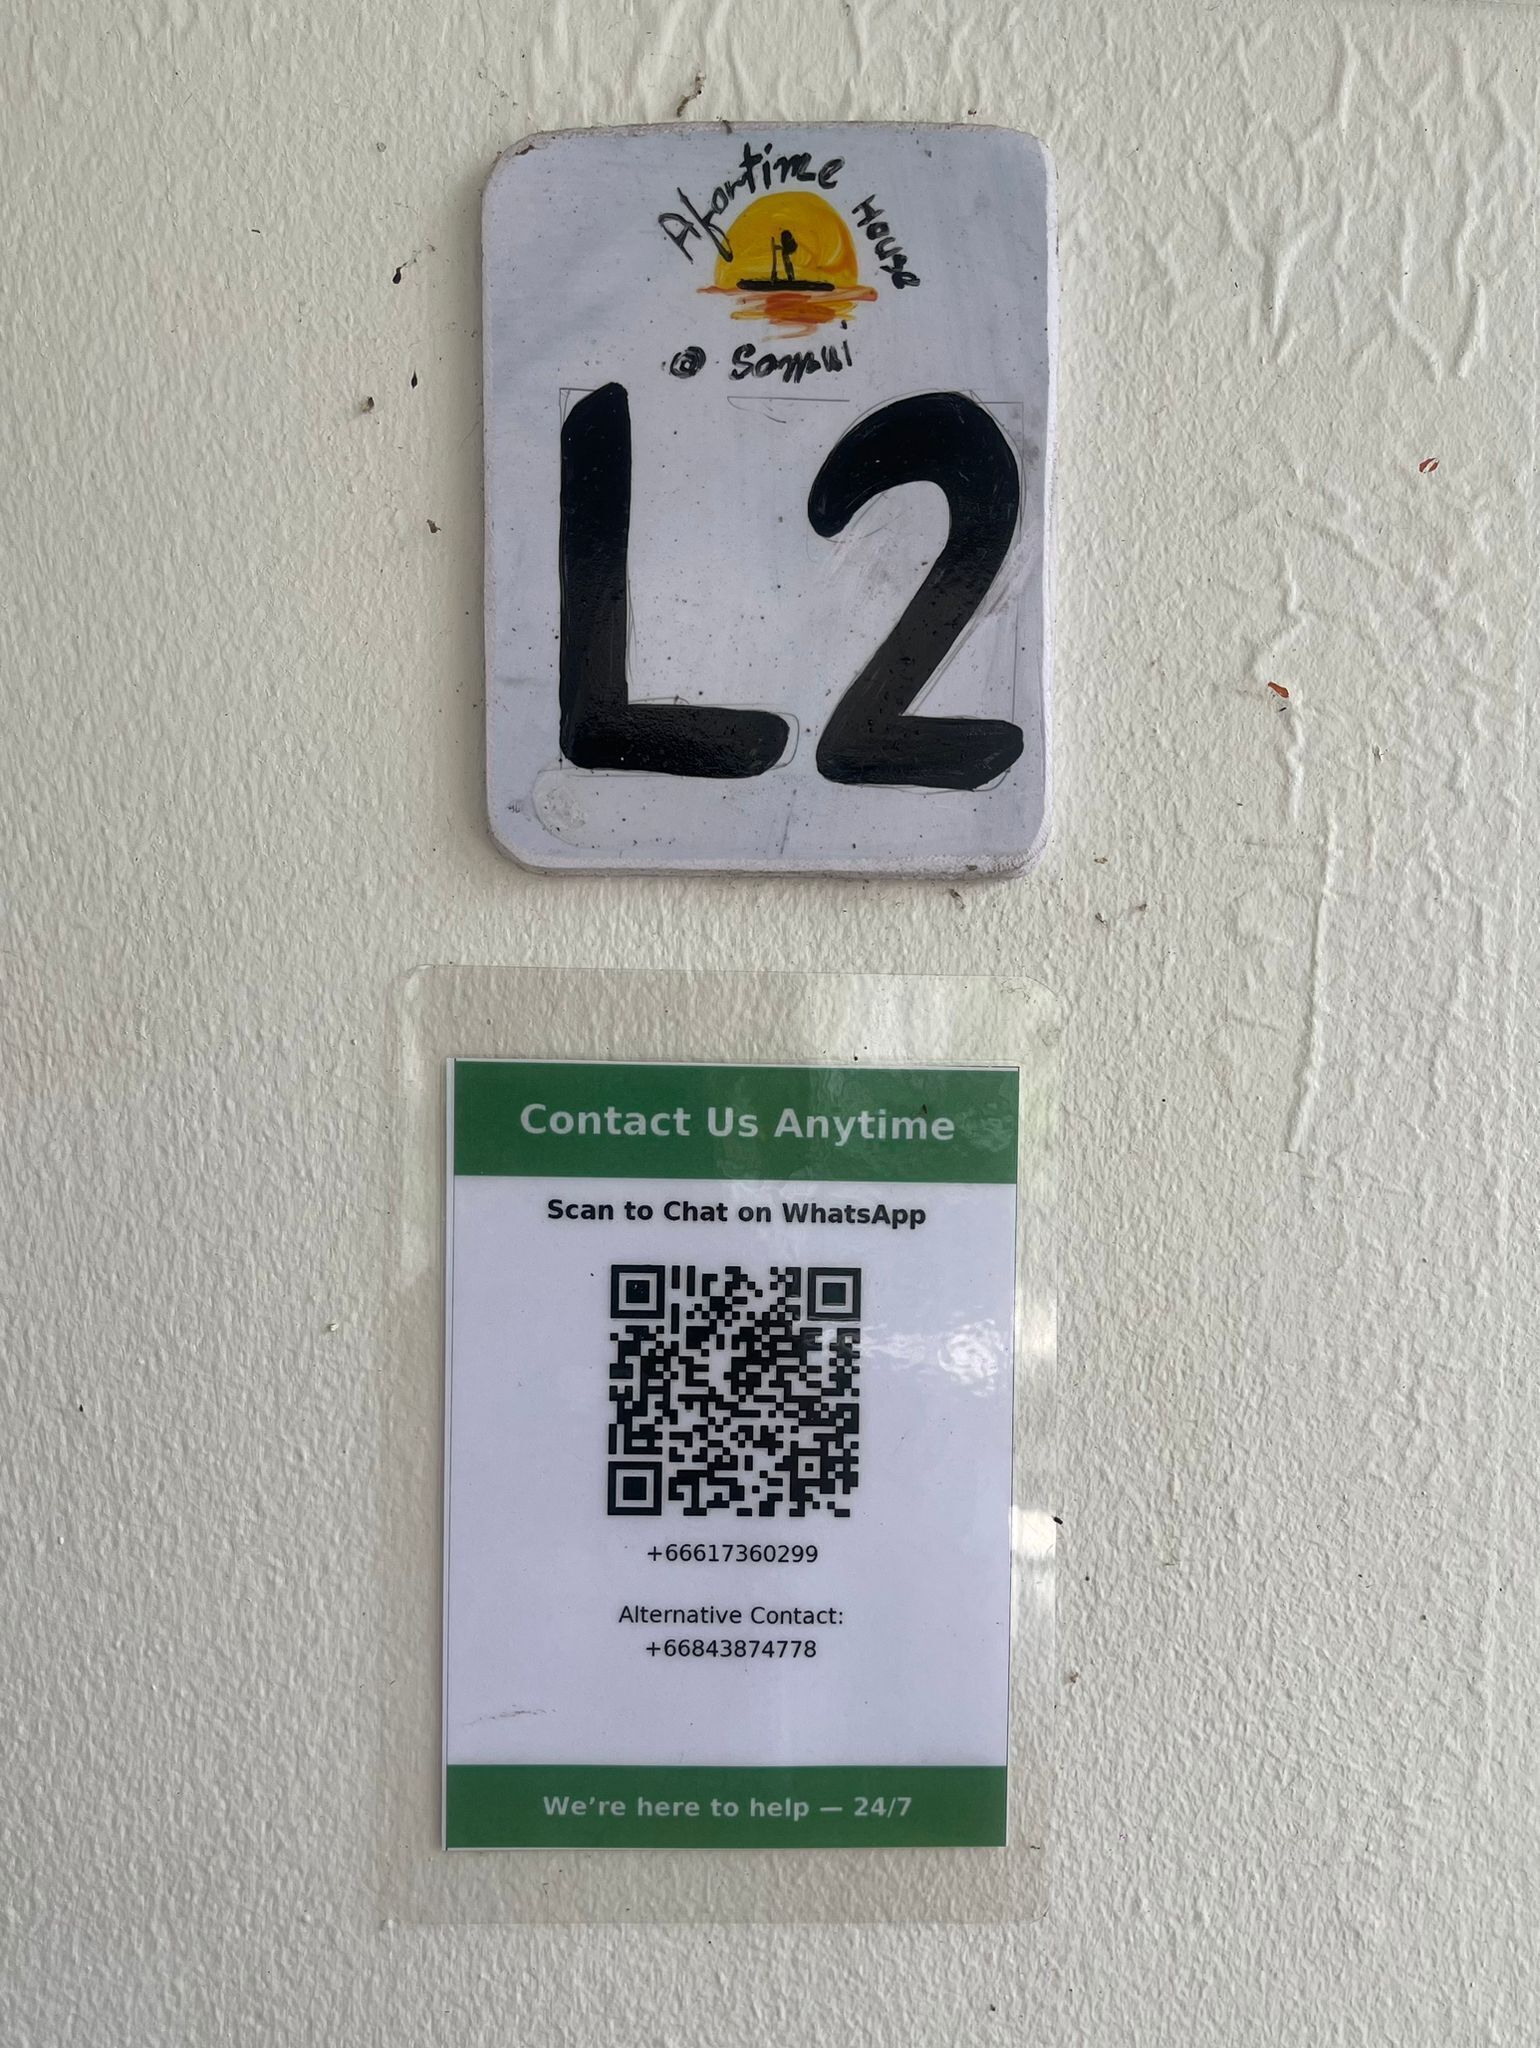 Afortime House
@ Samui
L2
Contact Us Anytime
Scan to Chat on WhatsApp
+66617360299
Alternative Contact:
+66843874778
We’re here to help — 24/7